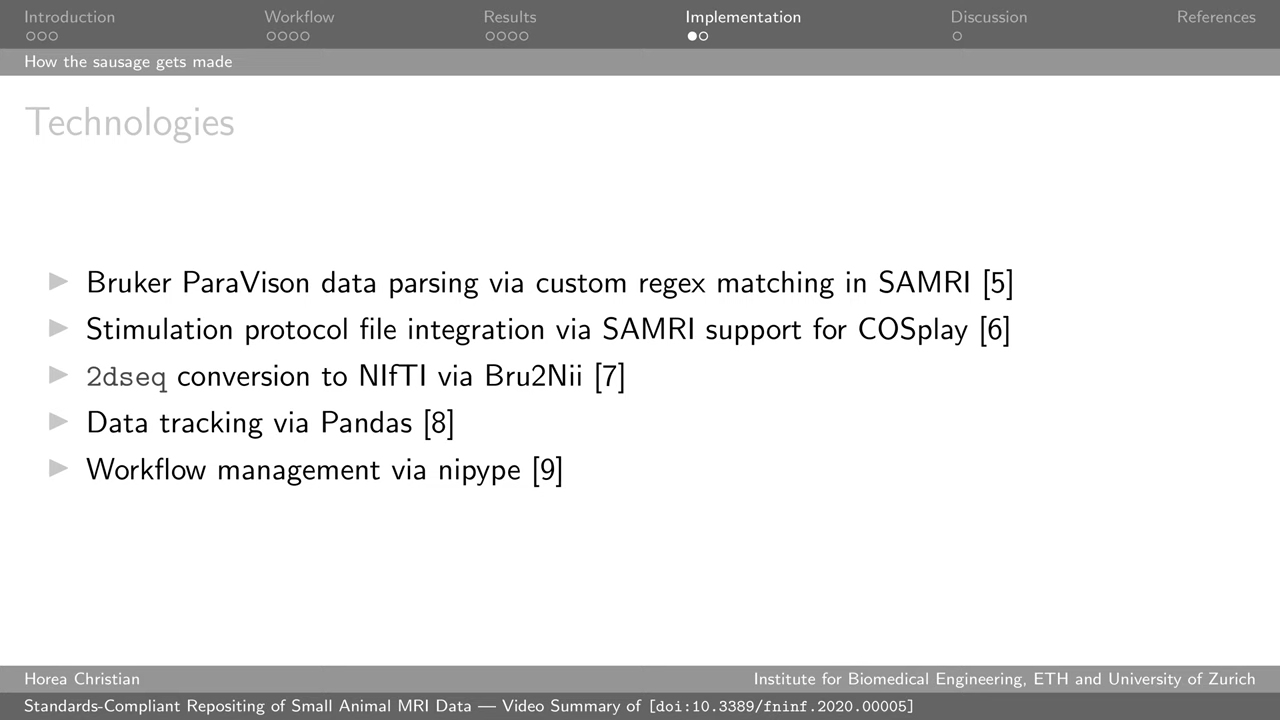 Introduction Workflow Results Implementation Discussion References
How the sausage gets made
Technologies
Bruker ParaVison data parsing via custom regex matching in SAMRI [5]
Stimulation protocol file integration via SAMRI support for COSplay [6]
2dseq conversion to NIfTI via Bru2Nii [7]
Data tracking via Pandas [8]
Workflow management via nipype [9]
Horea Christian Institute for Biomedical Engineering, ETH and University of Zurich
Standards-Compliant Repositing of Small Animal MRI Data — Video Summary of [doi:10.3389/fninf.2020.00005]